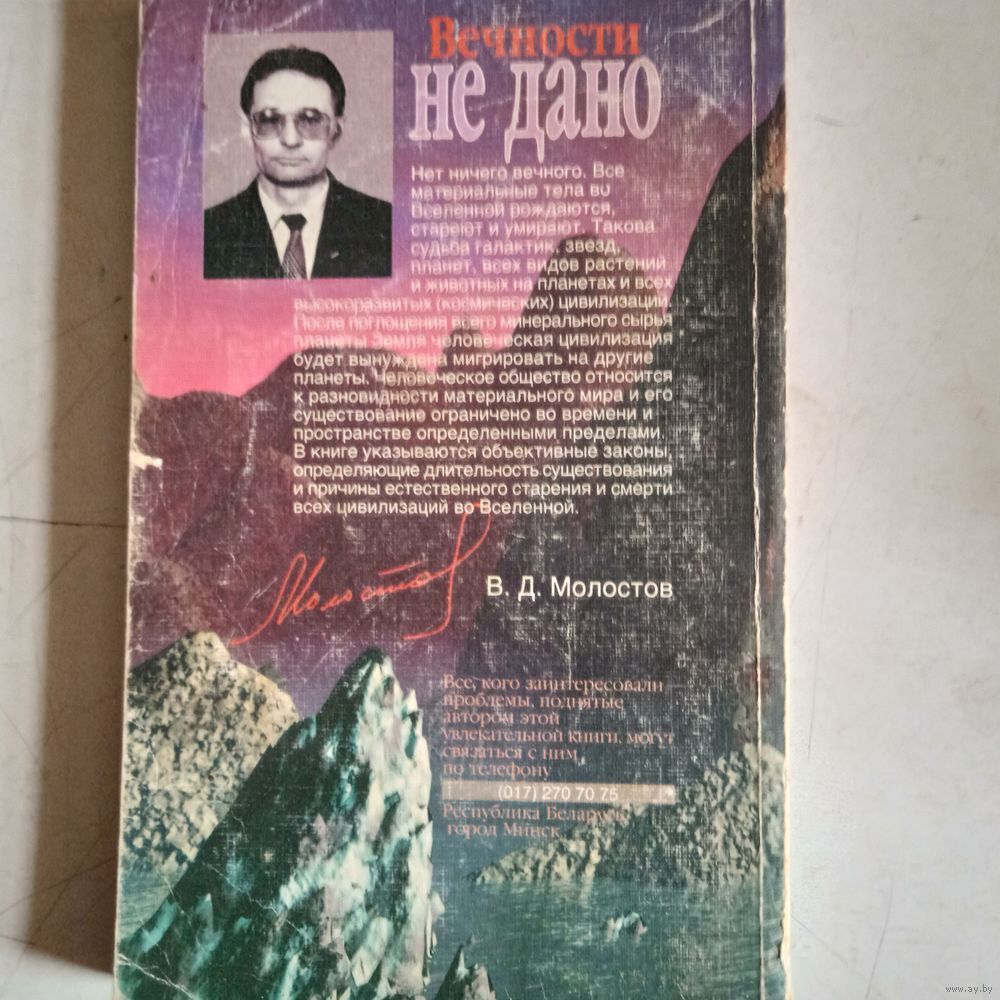 Вечности
не дано
Нет ничего вечного. Все
материальные тела во
Вселенной рождаются,
стареют и умирают. Такова
судьба галактик, звезд,
планет, всех видов растений
и животных на планетах и всех
высокоразвитых (космических) цивилизаций.
После поглощения всего минерального сырья
планеты Земля человеческая цивилизация
будет вынуждена мигрировать на другие
планеты. Человеческое общество относится
к разновидности материального мира и его
существование ограничено во времени и
пространстве определенными пределами.
В книге указываются объективные законы,
определяющие длительность существования
и причины естественного старения и смерти
всех цивилизаций во Вселенной.
Молостов
В. Д. Молостов
Все, кого заинтересовали
проблемы, поднятые
автором этой
увлекательной книги, могут
связаться с ним
по телефону
(017) 270 70 75
Республика Беларусь
город Минск
www.ay.by